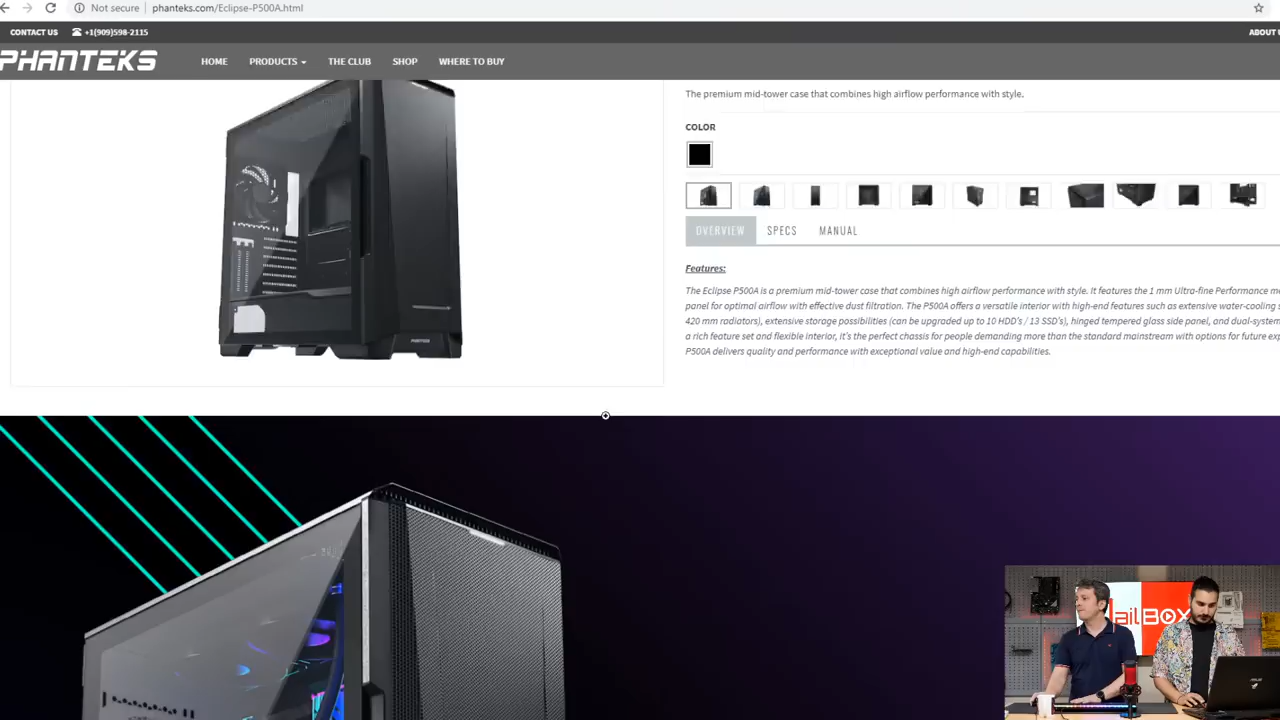 Not secure
phanteks.com/Eclipse-P500A.html
CONTACT US
+1(909)598-2115
ABOUT
PHANTEKS
HOME
PRODUCTS
THE CLUB
SHOP
WHERE TO BUY
The premium mid-tower case that combines high airflow performance with style.
COLOR
OVERVIEW
SPECS
MANUAL
Features:
The Eclipse P500A is a premium mid-tower case that combines high airflow performance with style. It features the 1 mm Ultra-fine Performance me
panel for optimal airflow with effective dust filtration. The P500A offers a versatile interior with high-end features such as extensive water-cooling s
420 mm radiators), extensive storage possibilities (can be upgraded up to 10 HDD's / 13 SSD's), hinged tempered glass side panel, and dual-system
a rich feature set and flexible interior, it's the perfect chassis for people demanding more than the standard mainstream with options for future exp
P500A delivers quality and performance with exceptional value and high-end capabilities.
PHANTEKS
ailBox
ASUS